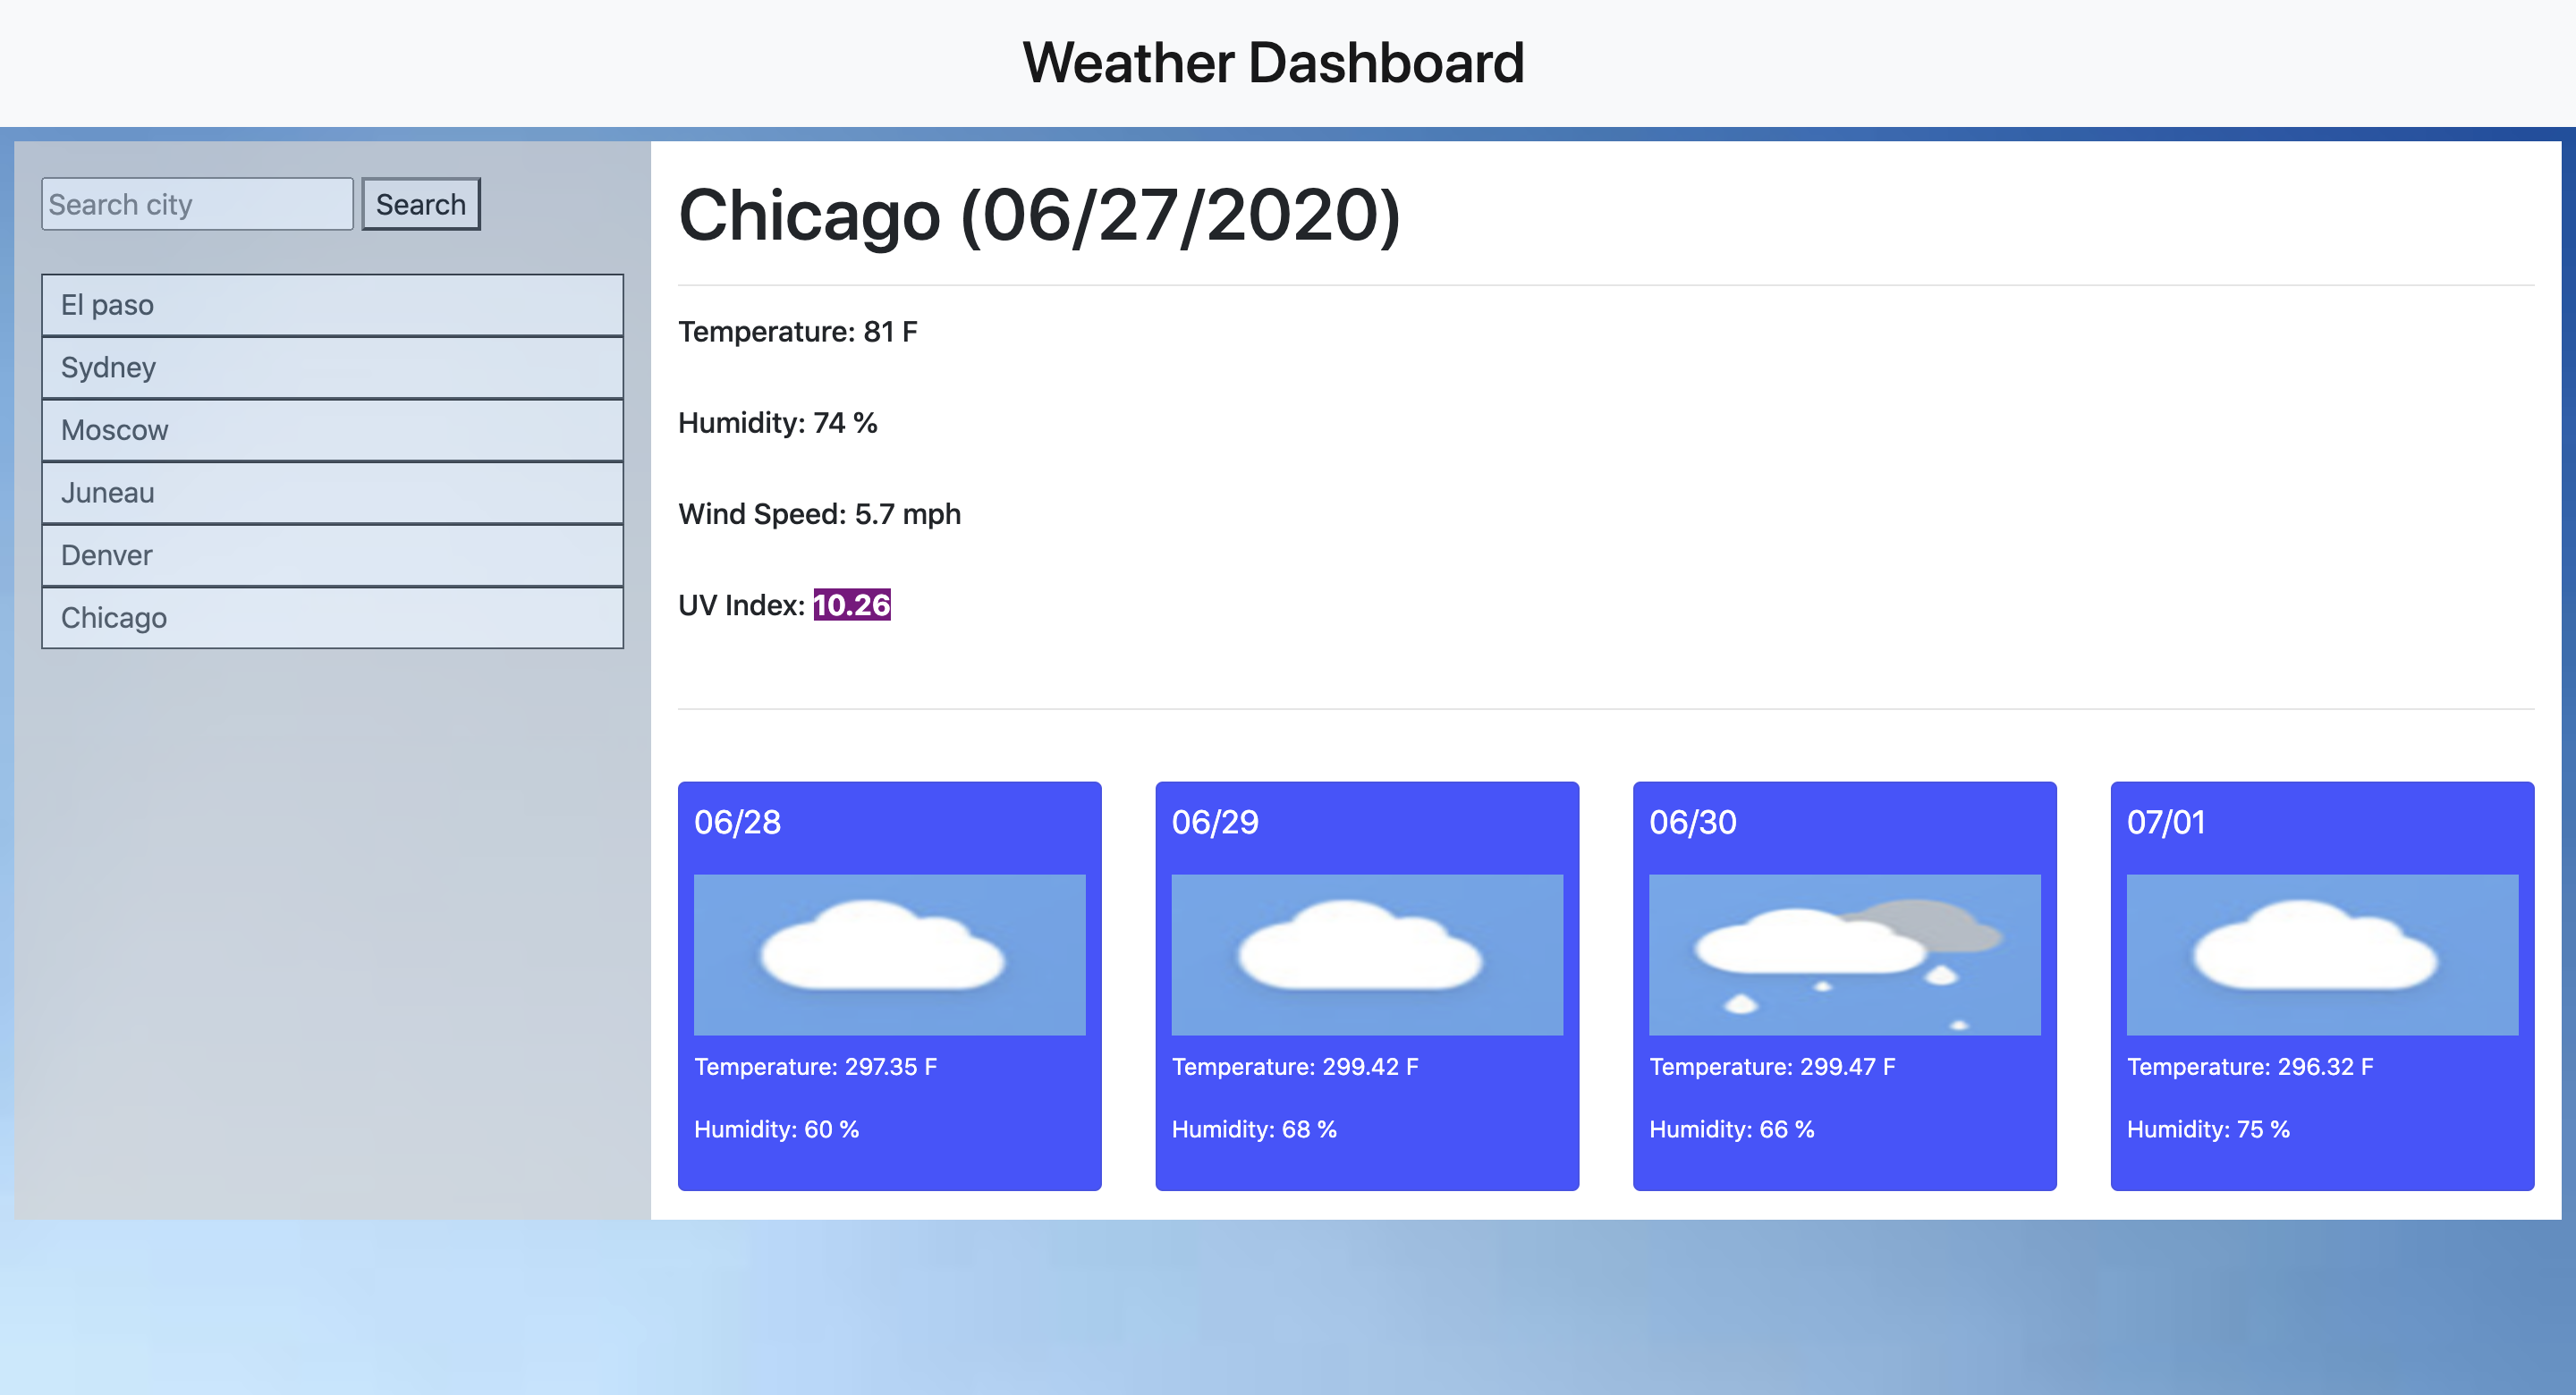 Weather Dashboard
Search city
Search
El paso
Sydney
Moscow
Juneau
Denver
Chicago
Chicago (06/27/2020)
Temperature: 81 F
Humidity: 74 %
Wind Speed: 5.7 mph
UV Index: 10.26
06/28
Temperature: 297.35 F
Humidity: 60 %
06/29
Temperature: 299.42 F
Humidity: 68 %
06/30
Temperature: 299.47 F
Humidity: 66 %
07/01
Temperature: 296.32 F
Humidity: 75 %